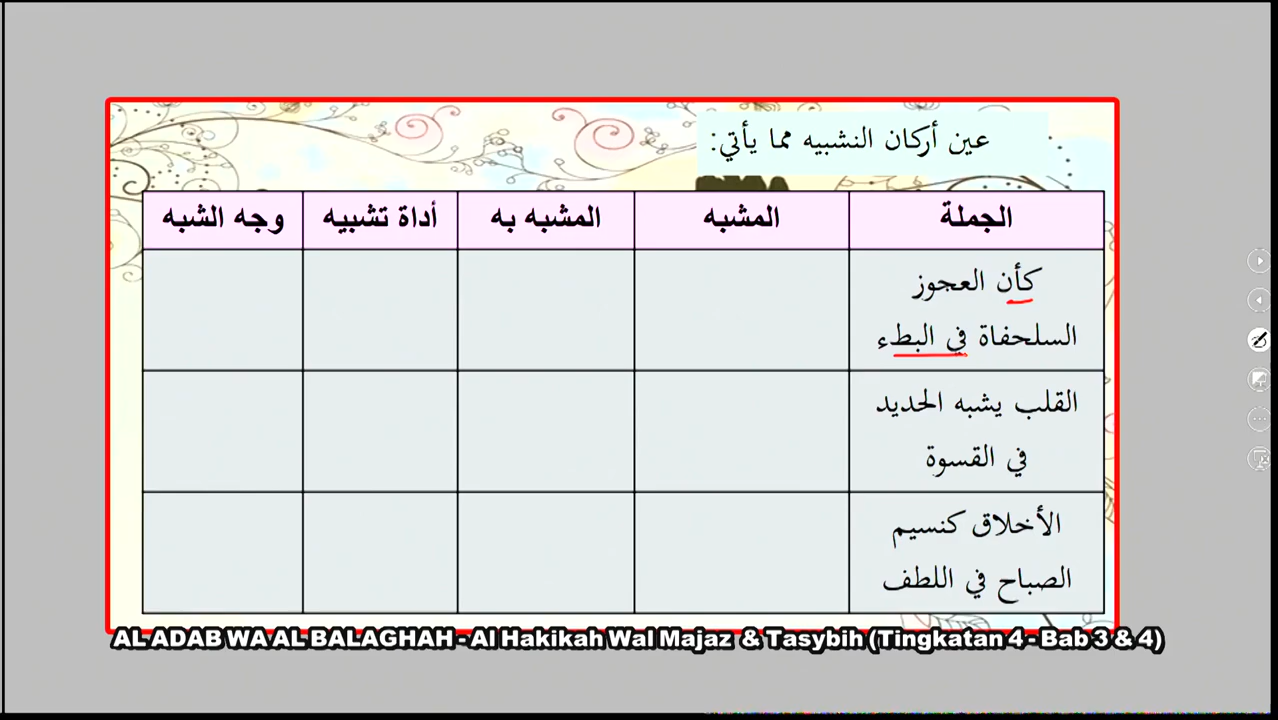 عين أركان النشبيه مما يأتي:
الجملة المشبه المشبه به أداة تشبيه وجه الشبه
كأن العجوز
السلحفاة في البطء
القلب يشبه الحديد
في القسوة
الأخلاق كنسيم
الصباح في اللطف
AL ADAB WA AL BALAGHAH - Al Hakikah Wal Majaz & Tasybih (Tingkatan 4 - Bab 3 & 4)